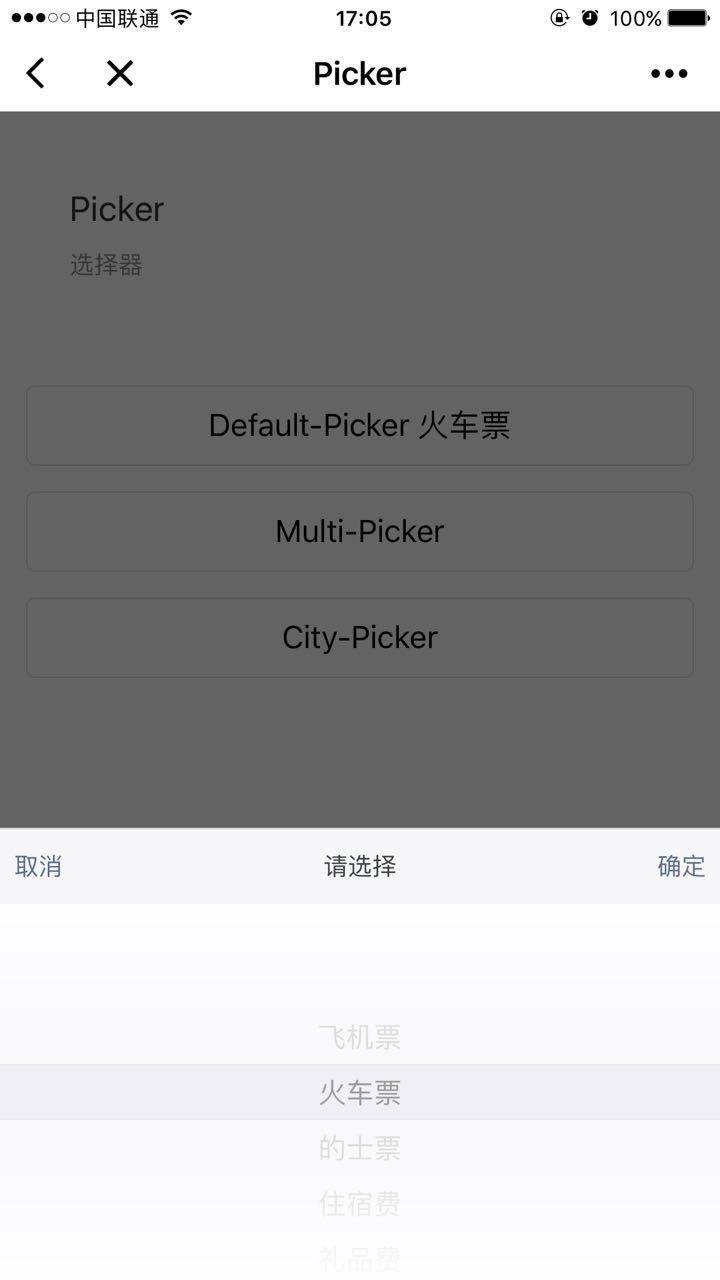 中国联通 17:05 100%
Picker
Picker
选择器
Default-Picker 火车票
Multi-Picker
City-Picker
取消 请选择 确定
飞机票
火车票
的士票
住宿费
礼品费